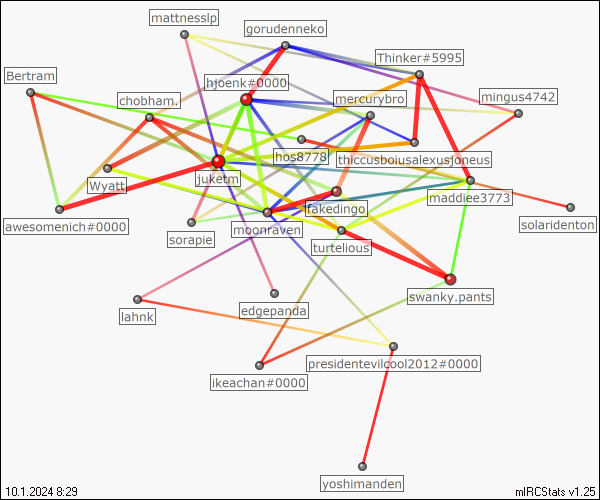 mattnesslp
gorudenneko
Thinker#5995
Bertram
hjoenk#0000
chobham.
mercurybro
mingus4742
hos8778
thiccusboiusalexusjoneus
juketm
Wyatt
maddiee3773
fakedingo
awesomenich#0000
solaridenton
sorapie
moonraven
turtelious
swanky.pants
edgepanda
lahnk
presidentevilcool2012#0000
ikeachan#0000
yoshimanden
10.1.2024 8:29
mIRCStats v1.25